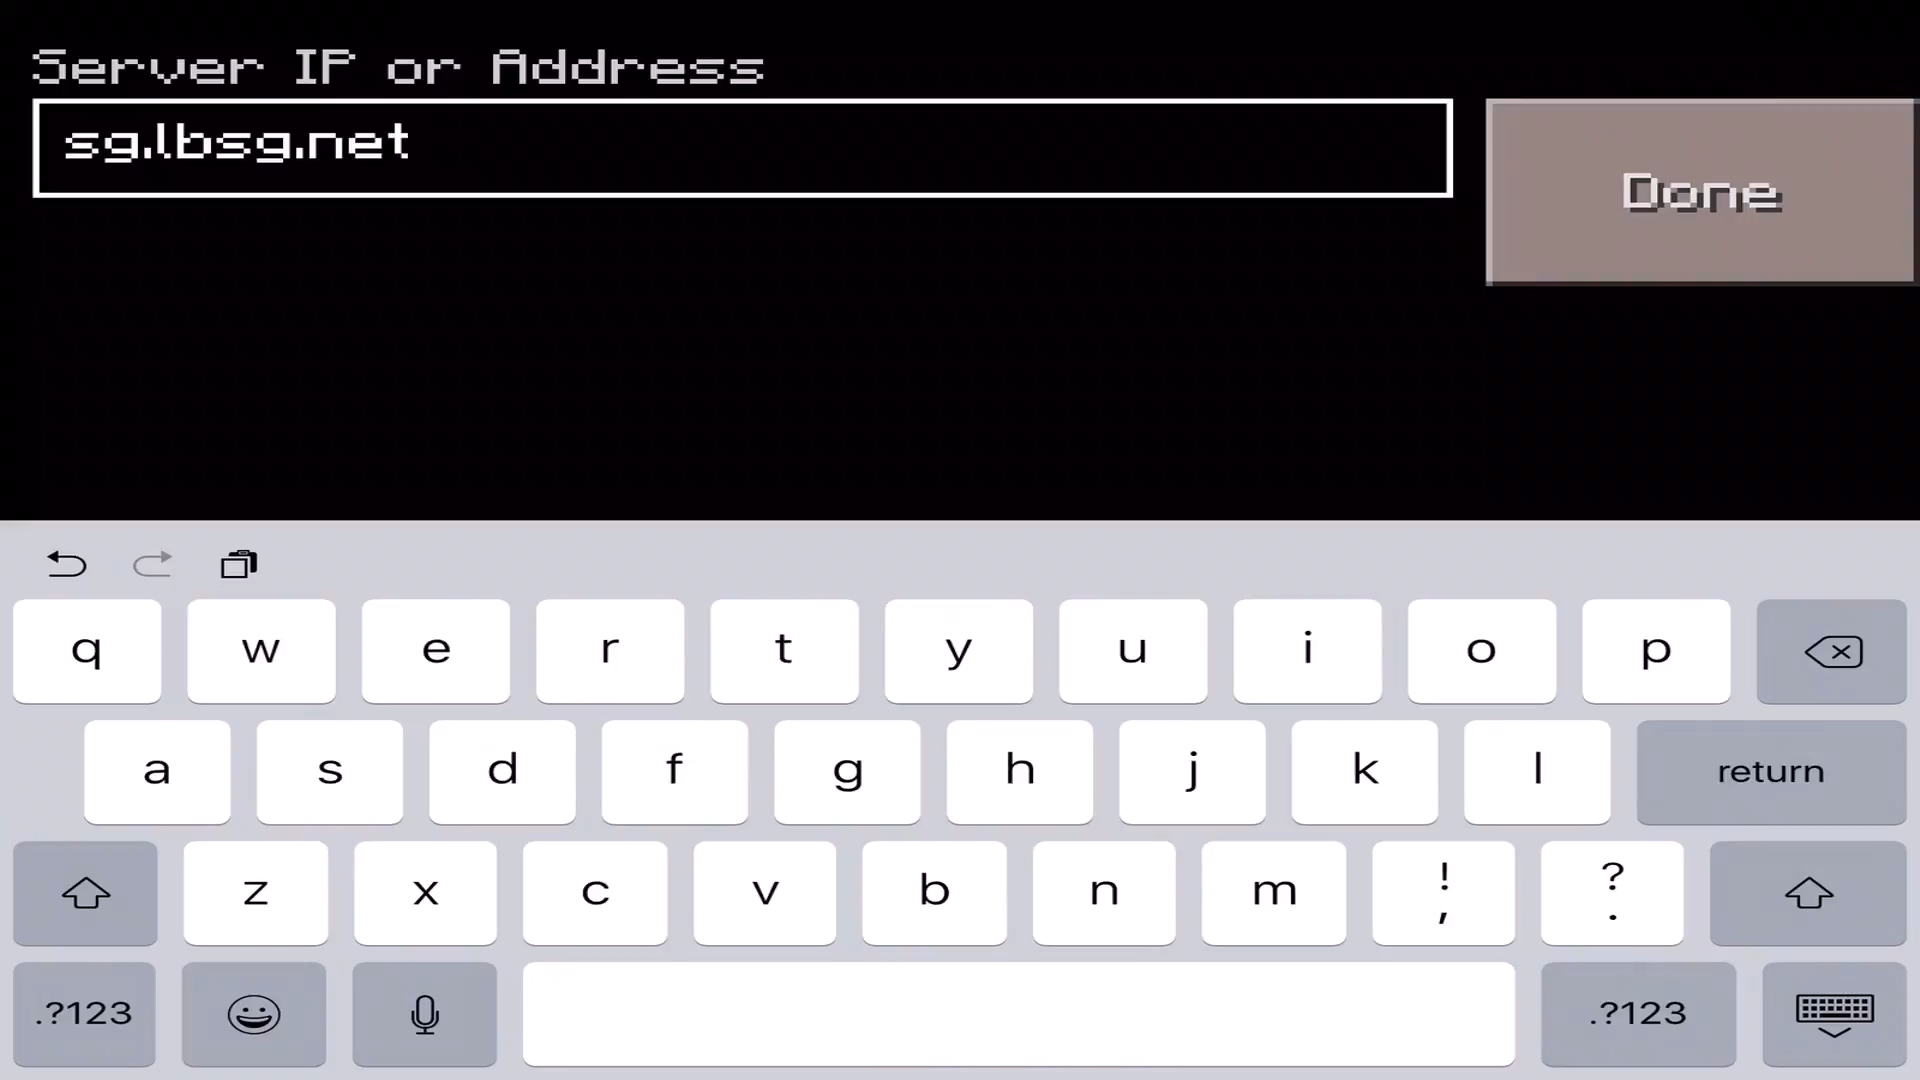 Server IP or Address
sg.lbsg.net
Done
q w e r t y u i o p
a s d f g h j k l return
z x c v b n m ! , ? .
.?123 .?123